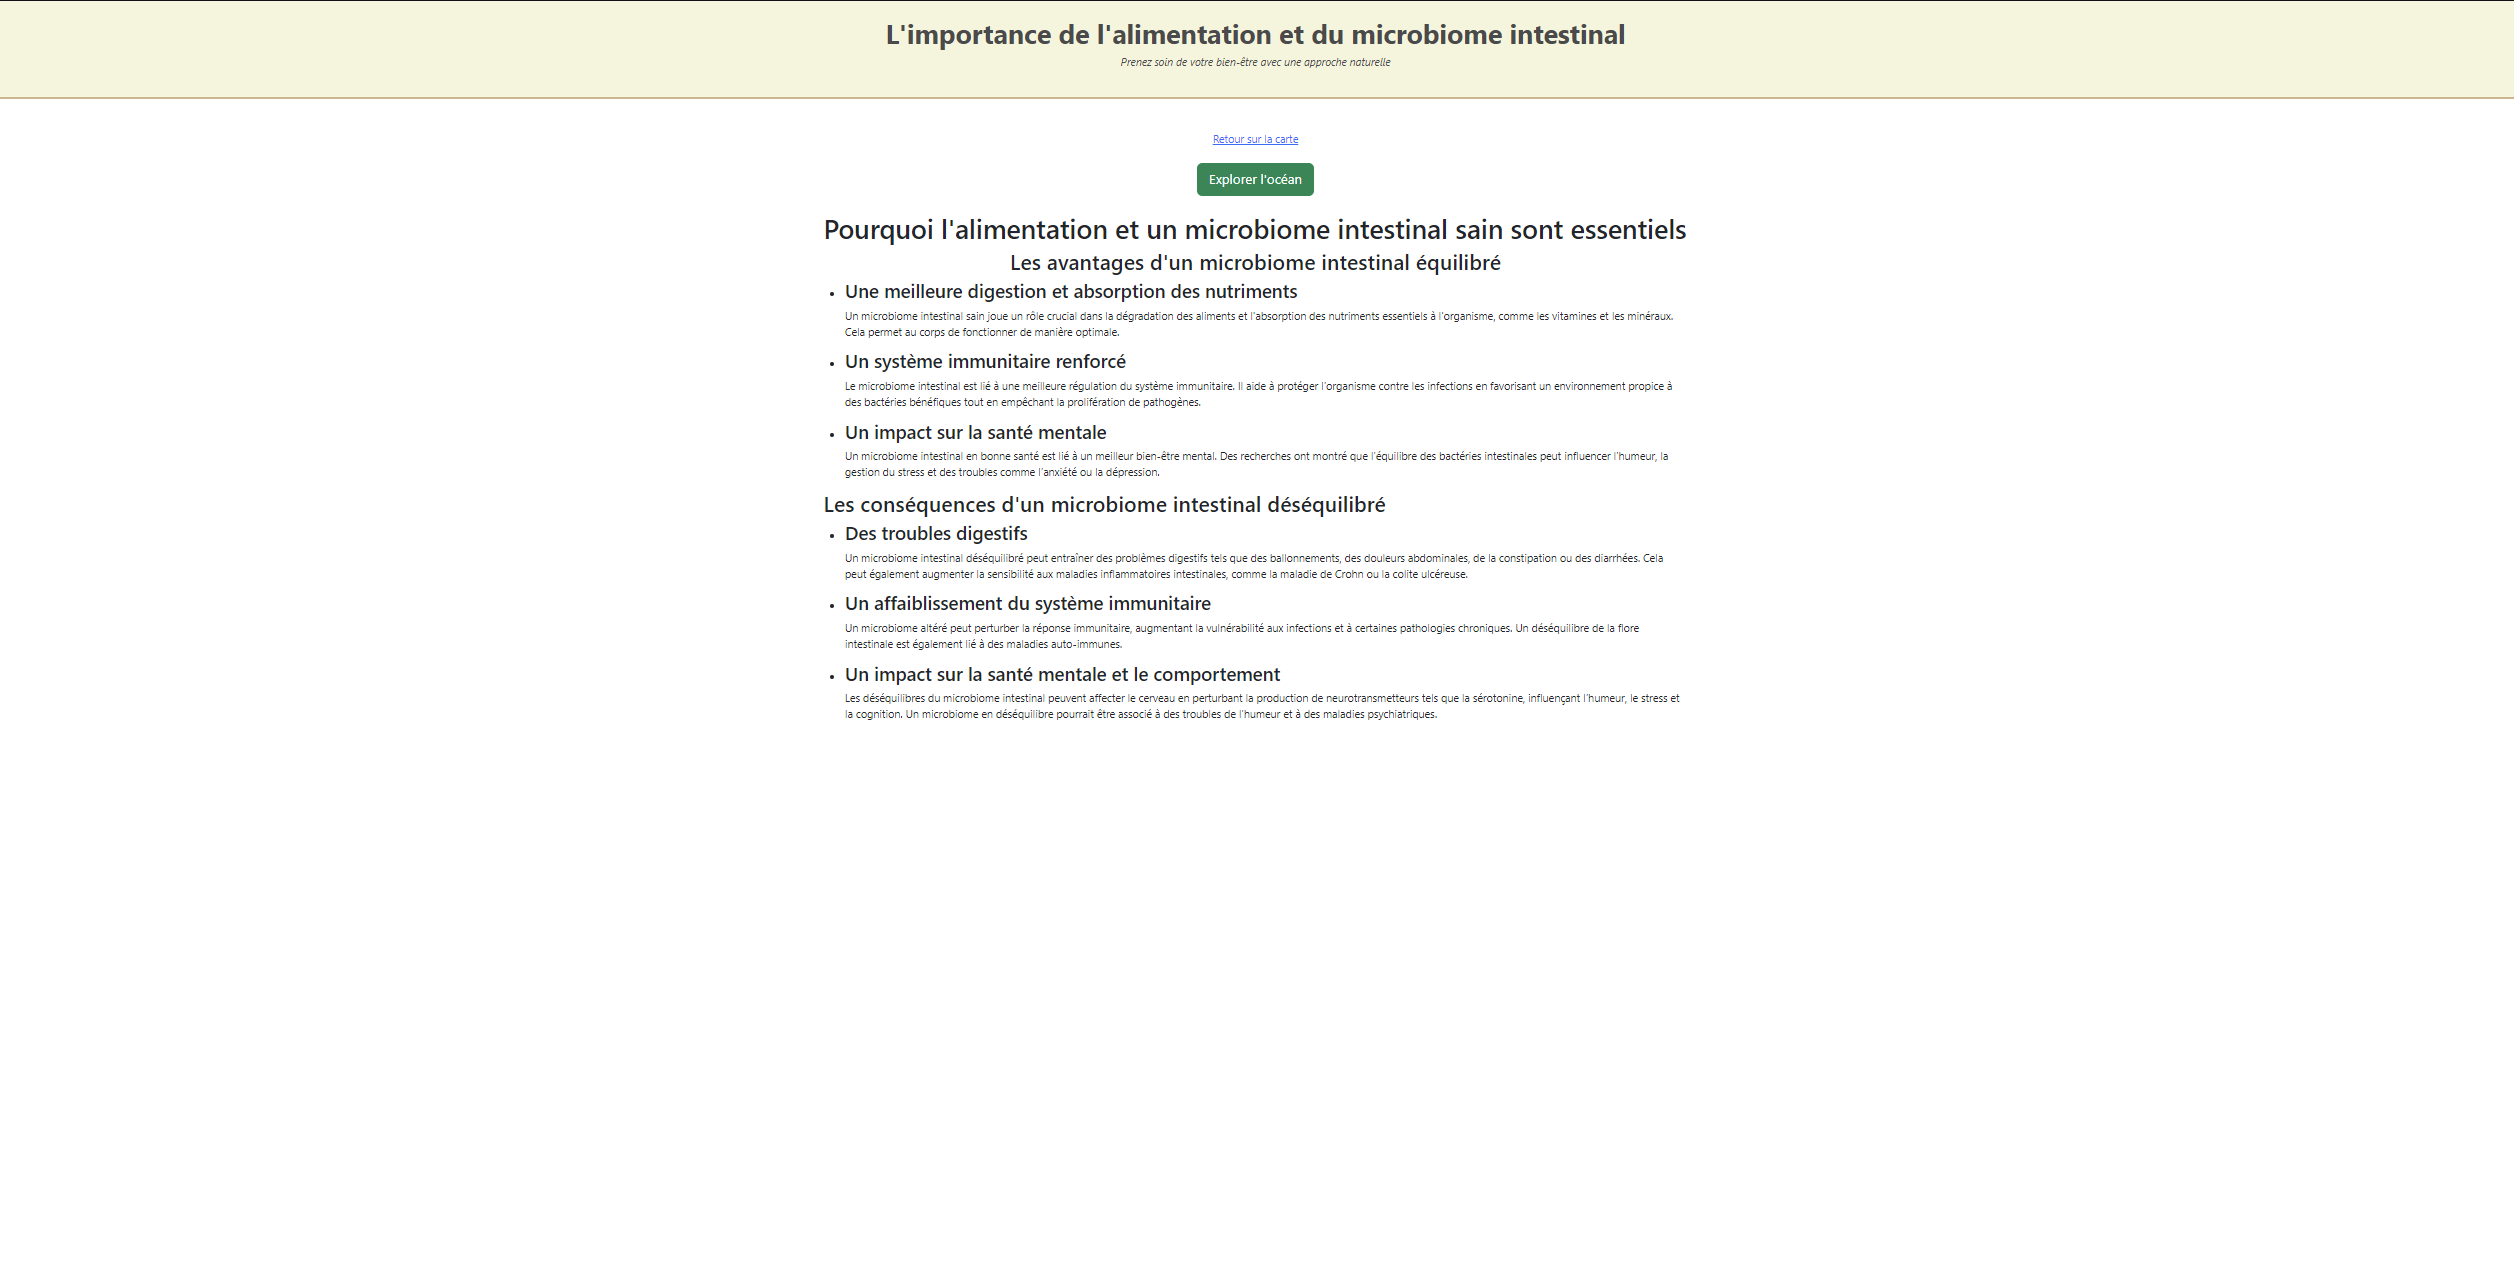 L'importance de l'alimentation et du microbiome intestinal
Prenez soin de votre bien-être avec une approche naturelle
Retour sur la carte
Explorer l'océan
Pourquoi l'alimentation et un microbiome intestinal sain sont essentiels
Les avantages d'un microbiome intestinal équilibré
• Une meilleure digestion et absorption des nutriments
Un microbiome intestinal sain joue un rôle crucial dans la dégradation des aliments et l'absorption des nutriments essentiels à l'organisme, comme les vitamines et les minéraux.
Cela permet au corps de fonctionner de manière optimale.
• Un système immunitaire renforcé
Le microbiome intestinal est lié à une meilleure régulation du système immunitaire. Il aide à protéger l'organisme contre les infections en favorisant un environnement propice à
des bactéries bénéfiques tout en empêchant la prolifération de pathogènes.
• Un impact sur la santé mentale
Un microbiome intestinal en bonne santé est lié à un meilleur bien-être mental. Des recherches ont montré que l'équilibre des bactéries intestinales peut influencer l'humeur, la
gestion du stress et des troubles comme l'anxiété ou la dépression.
Les conséquences d'un microbiome intestinal déséquilibré
• Des troubles digestifs
Un microbiome intestinal déséquilibré peut entraîner des problèmes digestifs tels que des ballonnements, des douleurs abdominales, de la constipation ou des diarrhées. Cela
peut également augmenter la sensibilité aux maladies inflammatoires intestinales, comme la maladie de Crohn ou la colite ulcéreuse.
• Un affaiblissement du système immunitaire
Un microbiome altéré peut perturber la réponse immunitaire, augmentant la vulnérabilité aux infections et à certaines pathologies chroniques. Un déséquilibre de la flore
intestinale est également lié à des maladies auto-immunes.
• Un impact sur la santé mentale et le comportement
Les déséquilibres du microbiome intestinal peuvent affecter le cerveau en perturbant la production de neurotransmetteurs tels que la sérotonine, influençant l'humeur, le stress et
la cognition. Un microbiome en déséquilibre pourrait être associé à des troubles de l'humeur et à des maladies psychiatriques.